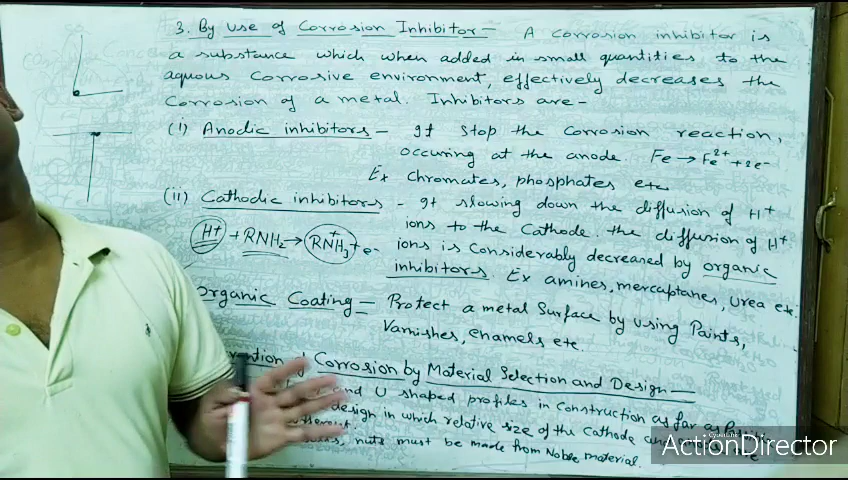 3. By use of Corrosion Inhibitor - A corrosion inhibitor is
a substance which when added in small quantities to the
aqueous corrosive environment, effectively decreases the
corrosion of a metal. Inhibitors are -
(i) Anodic inhibitors - It stop the corrosion reaction,
occuring at the anode. Fe → Fe²⁺ + 2e⁻
Ex chromates, phosphates etc.
(ii) Cathodic inhibitors - It slowing down the diffusion of H⁺
ions to the Cathode. the diffusion of H⁺
H⁺ + RNH₂ → RNH₃⁺ + e⁻ ions is considerably decreased by organic
inhibitors. Ex amines, mercaptanes, urea etc.
Organic Coating - Protect a metal Surface by using Paints,
Varnishes, enamels etc.
of Corrosion by Material Selection and Design -
and U shaped profiles in construction as far as
design in which relative size of the cathode
nuts must be made from Noble material.
ActionDirector